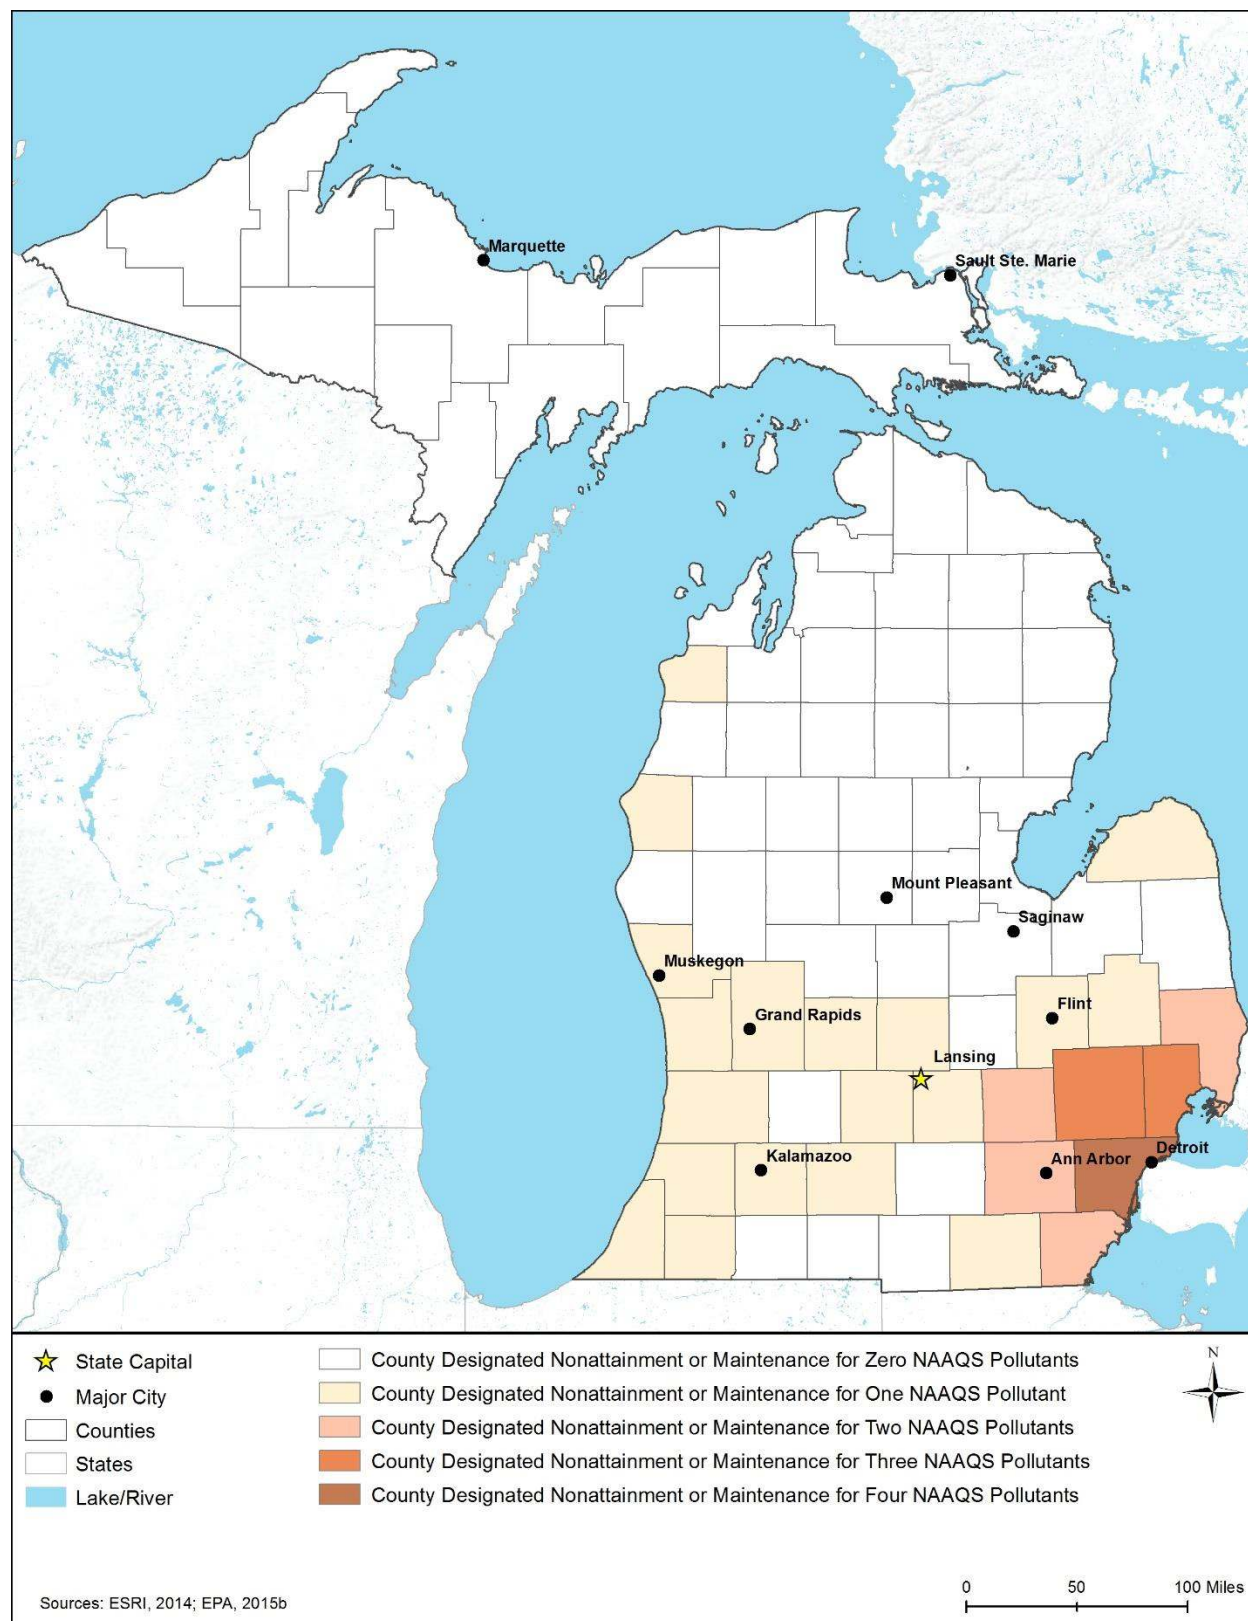 Marquette
Sault Ste. Marie
Mount Pleasant
Saginaw
Muskegon
Flint
Grand Rapids
Lansing
Kalamazoo
Ann Arbor
Detroit
State Capital
Major City
Counties
States
Lake/River
County Designated Nonattainment or Maintenance for Zero NAAQS Pollutants
County Designated Nonattainment or Maintenance for One NAAQS Pollutant
County Designated Nonattainment or Maintenance for Two NAAQS Pollutants
County Designated Nonattainment or Maintenance for Three NAAQS Pollutants
County Designated Nonattainment or Maintenance for Four NAAQS Pollutants
N
Sources: ESRI, 2014; EPA, 2015b
0 50 100 Miles